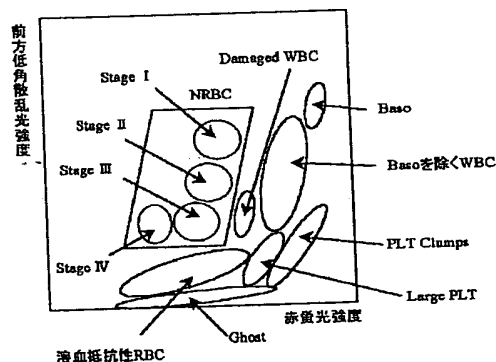 前方低角散乱光強度
Damaged WBC
Stage I
NRBC
Baso
Stage II
Basoを除くWBC
Stage III
PLT Clumps
Stage IV
Large PLT
赤蛍光強度
Ghost
溶血抵抗性RBC